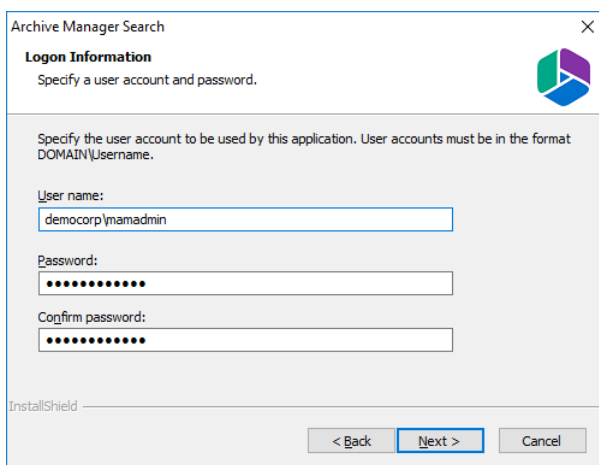 Archive Manager Search
Logon Information
Specify a user account and password.
Specify the user account to be used by this application. User accounts must be in the format
DOMAIN\Username.
User name:
democorp\mamadmin
Password:
••••••••••••
Confirm password:
••••••••••••
InstallShield
< Back
Next >
Cancel